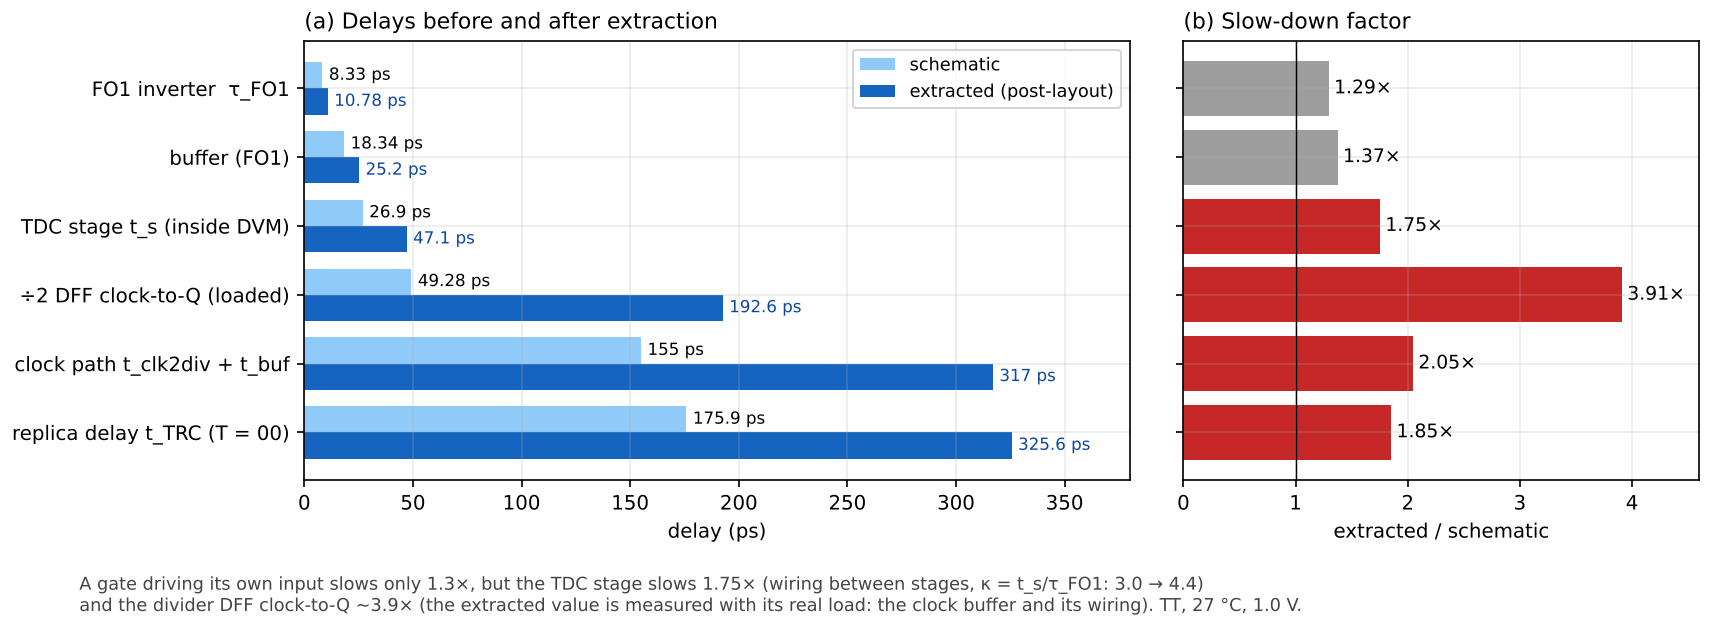 (a) Delays before and after extraction
schematic
extracted (post-layout)
FO1 inverter  τ_FO1
8.33 ps
10.78 ps
buffer (FO1)
18.34 ps
25.2 ps
TDC stage t_s (inside DVM)
26.9 ps
47.1 ps
÷2 DFF clock-to-Q (loaded)
49.28 ps
192.6 ps
clock path t_clk2div + t_buf
155 ps
317 ps
replica delay t_TRC (T = 00)
175.9 ps
325.6 ps
0 50 100 150 200 250 300 350
delay (ps)
(b) Slow-down factor
1.29×
1.37×
1.75×
3.91×
2.05×
1.85×
0 1 2 3 4
extracted / schematic
A gate driving its own input slows only 1.3×, but the TDC stage slows 1.75× (wiring between stages, κ = t_s/τ_FO1: 3.0 → 4.4)
and the divider DFF clock-to-Q ~3.9× (the extracted value is measured with its real load: the clock buffer and its wiring). TT, 27 °C, 1.0 V.